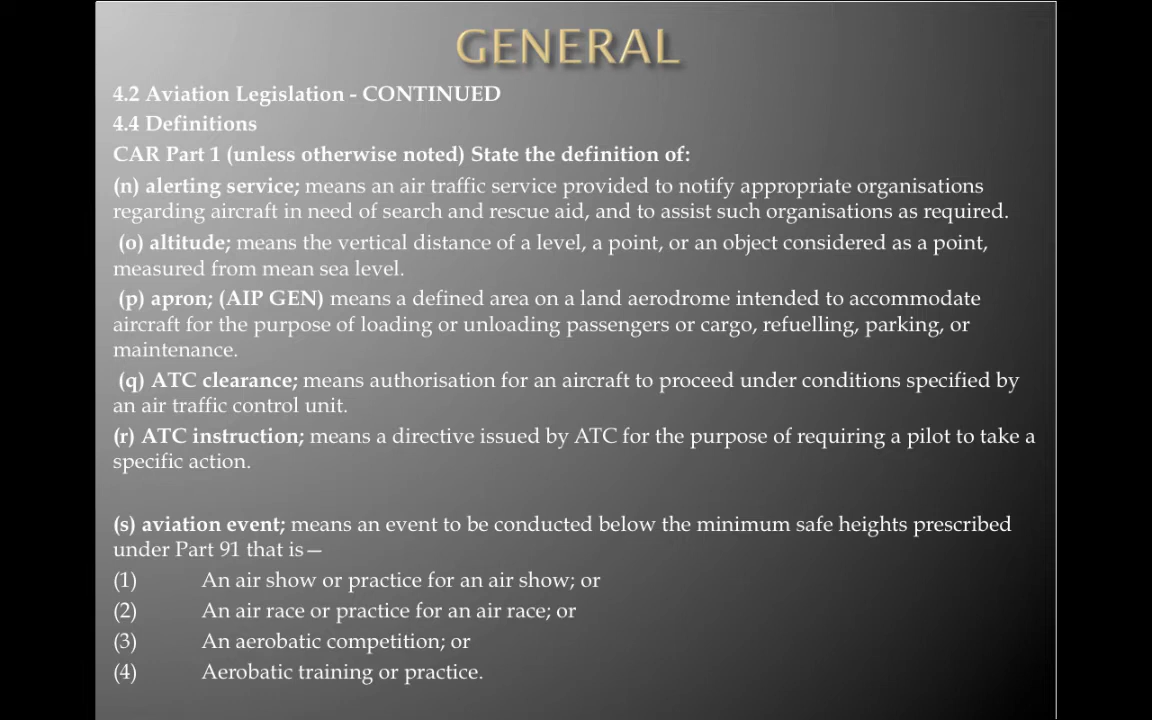 GENERAL
4.2 Aviation Legislation - CONTINUED
4.4 Definitions
CAR Part 1 (unless otherwise noted) State the definition of:
(n) alerting service; means an air traffic service provided to notify appropriate organisations
regarding aircraft in need of search and rescue aid, and to assist such organisations as required.
(o) altitude; means the vertical distance of a level, a point, or an object considered as a point,
measured from mean sea level.
(p) apron; (AIP GEN) means a defined area on a land aerodrome intended to accommodate
aircraft for the purpose of loading or unloading passengers or cargo, refuelling, parking, or
maintenance.
(q) ATC clearance; means authorisation for an aircraft to proceed under conditions specified by
an air traffic control unit.
(r) ATC instruction; means a directive issued by ATC for the purpose of requiring a pilot to take a
specific action.
(s) aviation event; means an event to be conducted below the minimum safe heights prescribed
under Part 91 that is—
(1) An air show or practice for an air show; or
(2) An air race or practice for an air race; or
(3) An aerobatic competition; or
(4) Aerobatic training or practice.